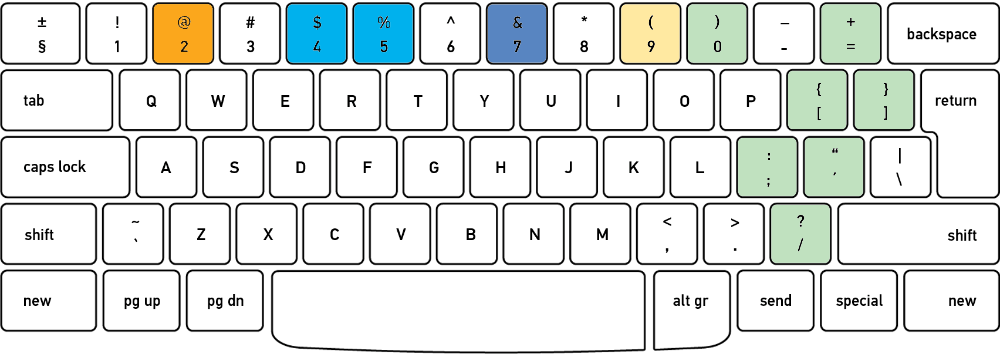 ± ! @ # $ % ^ & * ( ) – +
§ 1 2 3 4 5 6 7 8 9 0 - = backspace
tab Q W E R T Y U I O P { } return
[ ]
caps lock A S D F G H J K L : “ |
; ´ \
shift ~ Z X C V B N M < > ? shift
` , . /
new pg up pg dn alt gr send special new